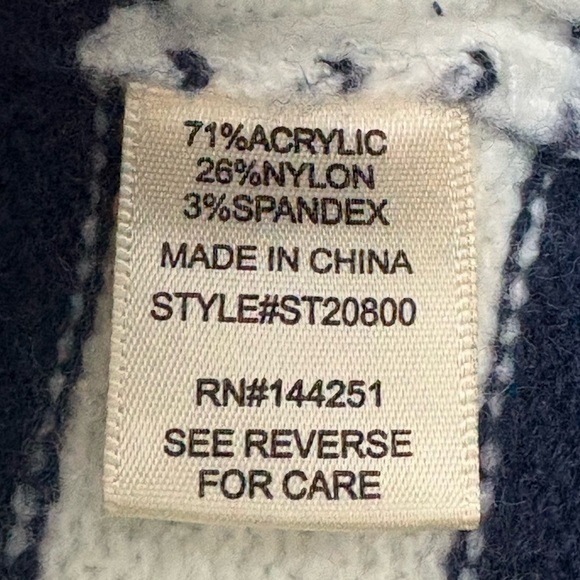 71%ACRYLIC
26%NYLON
3%SPANDEX
MADE IN CHINA
STYLE#ST20800
RN#144251
SEE REVERSE
FOR CARE